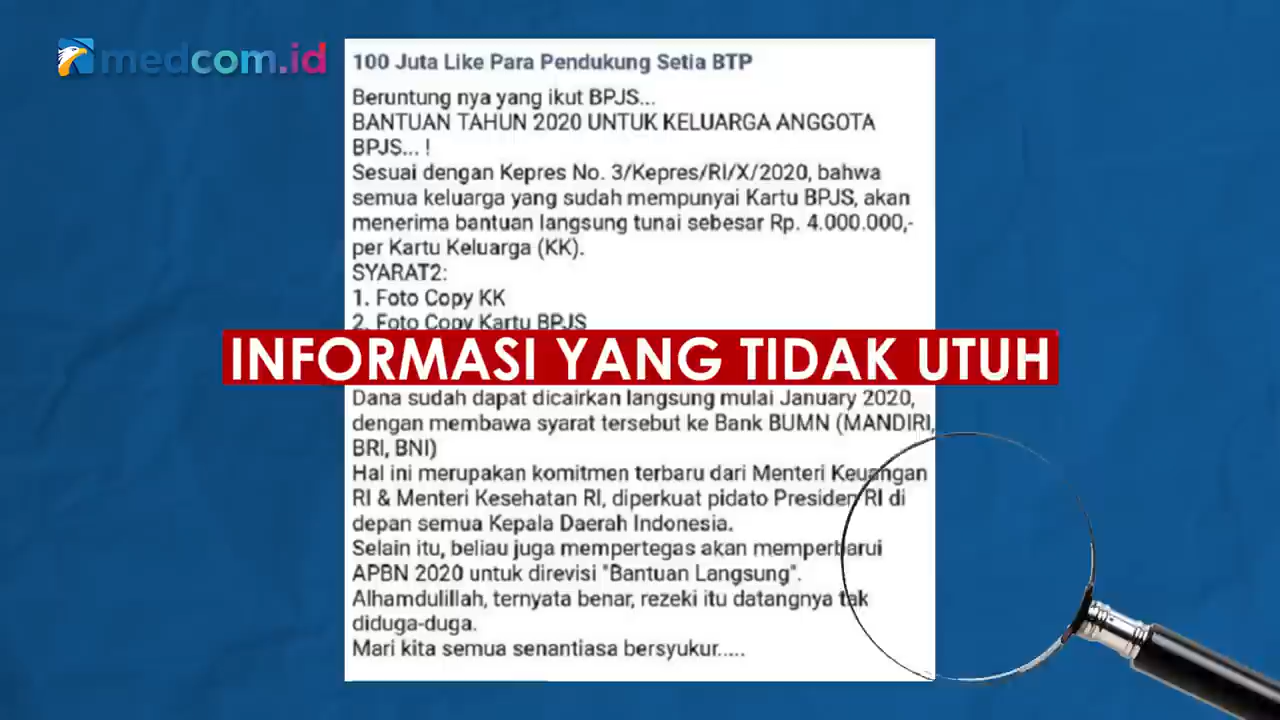 medcom.id
100 Juta Like Para Pendukung Setia BTP
Beruntung nya yang ikut BPJS...
BANTUAN TAHUN 2020 UNTUK KELUARGA ANGGOTA
BPJS... !
Sesuai dengan Kepres No. 3/Kepres/RI/X/2020, bahwa
semua keluarga yang sudah mempunyai Kartu BPJS, akan
menerima bantuan langsung tunai sebesar Rp. 4.000.000,-
per Kartu Keluarga (KK).
SYARAT2:
1. Foto Copy KK
2. Foto Copy Kartu BPJS
INFORMASI YANG TIDAK UTUH
Dana sudah dapat dicairkan langsung mulai January 2020,
dengan membawa syarat tersebut ke Bank BUMN (MANDIRI,
BRI, BNI)
Hal ini merupakan komitmen terbaru dari Menteri Keuangan
RI & Menteri Kesehatan RI, diperkuat pidato Presiden RI di
depan semua Kepala Daerah Indonesia.
Selain itu, beliau juga mempertegas akan memperbarui
APBN 2020 untuk direvisi "Bantuan Langsung".
Alhamdulillah, ternyata benar, rezeki itu datangnya tak
diduga-duga.
Mari kita semua senantiasa bersyukur.....